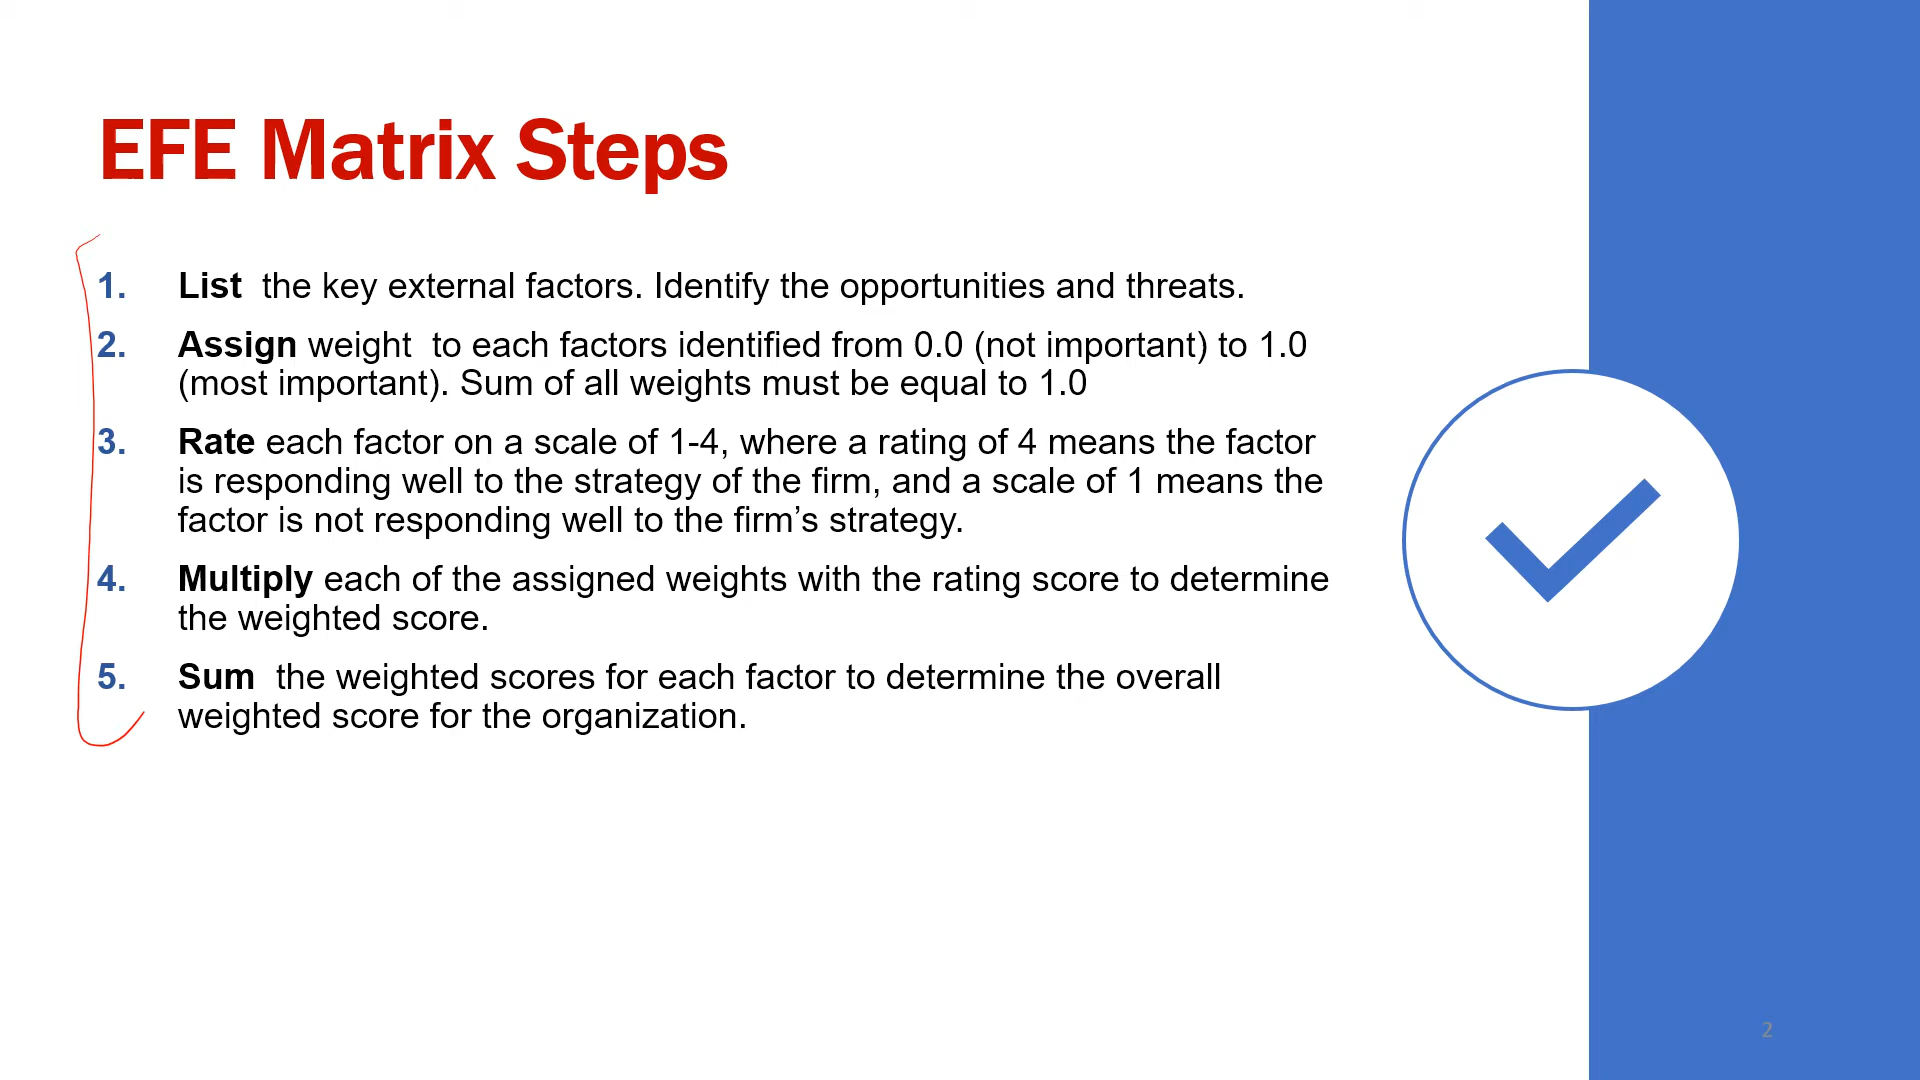 EFE Matrix Steps
1. List the key external factors. Identify the opportunities and threats.
2. Assign weight to each factors identified from 0.0 (not important) to 1.0
(most important). Sum of all weights must be equal to 1.0
3. Rate each factor on a scale of 1-4, where a rating of 4 means the factor
is responding well to the strategy of the firm, and a scale of 1 means the
factor is not responding well to the firm’s strategy.
4. Multiply each of the assigned weights with the rating score to determine
the weighted score.
5. Sum the weighted scores for each factor to determine the overall
weighted score for the organization.
2